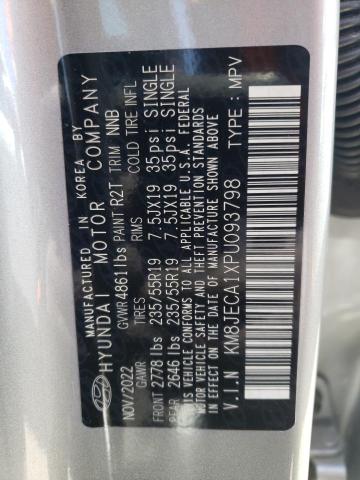 MANUFACTURED IN KOREA BY
HYUNDAI MOTOR COMPANY
NOV/2022 GVWR 4861 lbs PAINT R2T TRIM NNB
GAWR TIRES RIMS COLD TIRE INFL
FRONT 2778 lbs 235/55R19 7.5JX19 35psi SINGLE
REAR 2646 lbs 235/55R19 7.5JX19 35psi SINGLE
THIS VEHICLE CONFORMS TO ALL APPLICABLE U.S.A. FEDERAL
MOTOR VEHICLE SAFETY STANDARDS IN EFFECT ON THE
DATE OF MANUFACTURE SHOWN ABOVE
V.I.N KM8JECA1XPU093798 TYPE: MPV